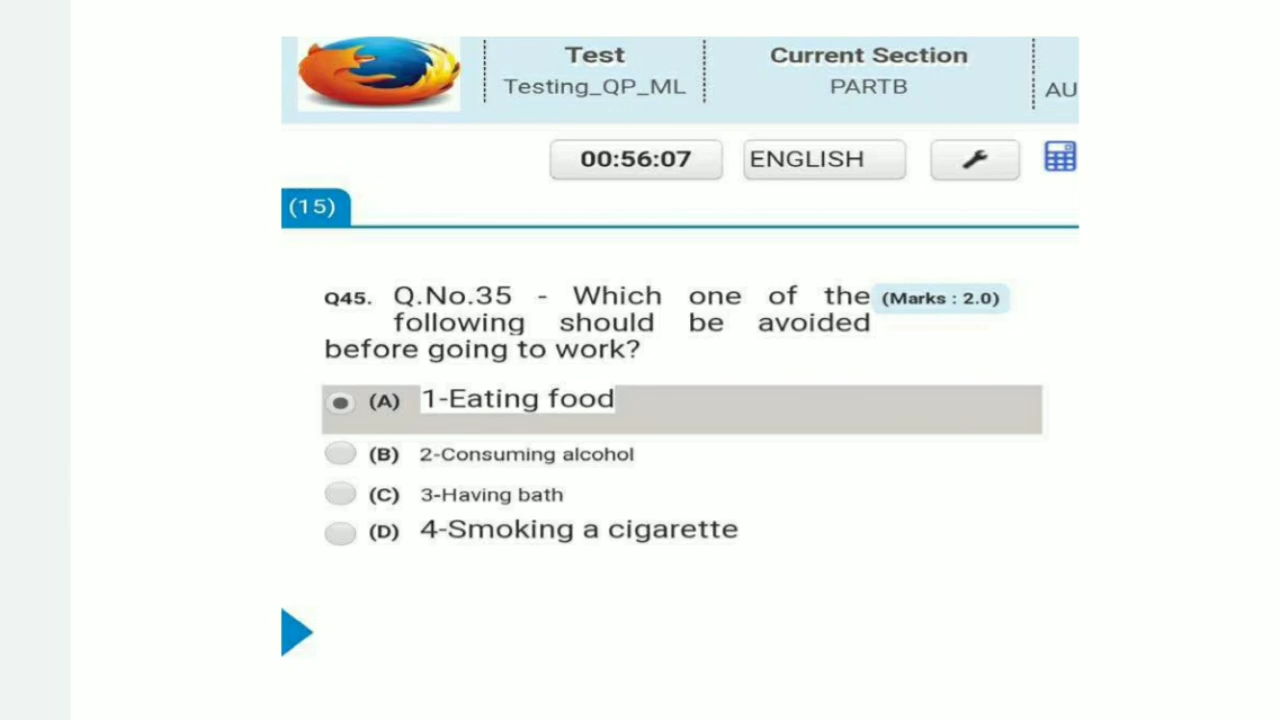 Test
Current Section
Testing_QP_ML
PARTB
AU
00:56:07
ENGLISH
(15)
Q45. Q.No.35 - Which one of the (Marks : 2.0)
following should be avoided
before going to work?
(A) 1-Eating food
(B) 2-Consuming alcohol
(C) 3-Having bath
(D) 4-Smoking a cigarette